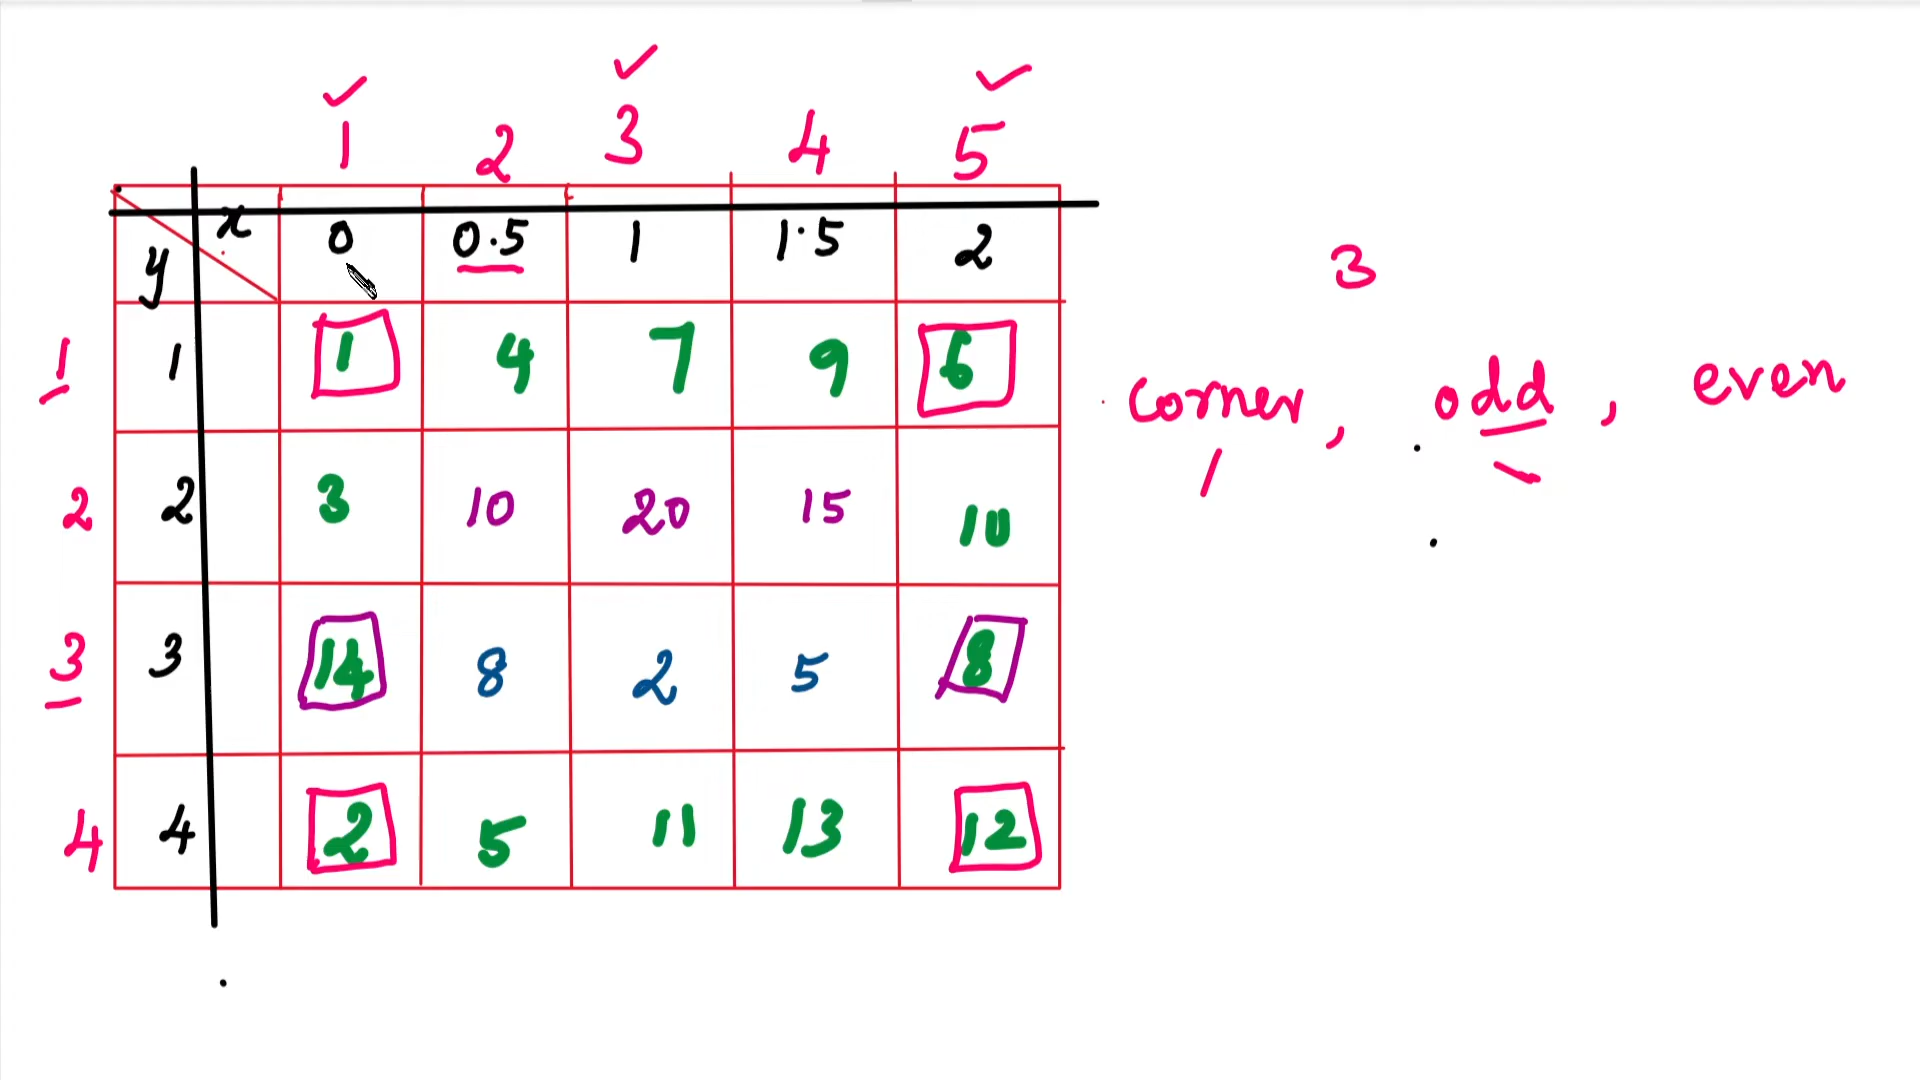 1 2 3 4 5
x 0 0.5 1 1.5 2
y
3
1 1 1 4 7 9 6
corner, odd, even
2 2 3 10 20 15 10
3 3 14 8 2 5 8
4 4 2 5 11 13 12